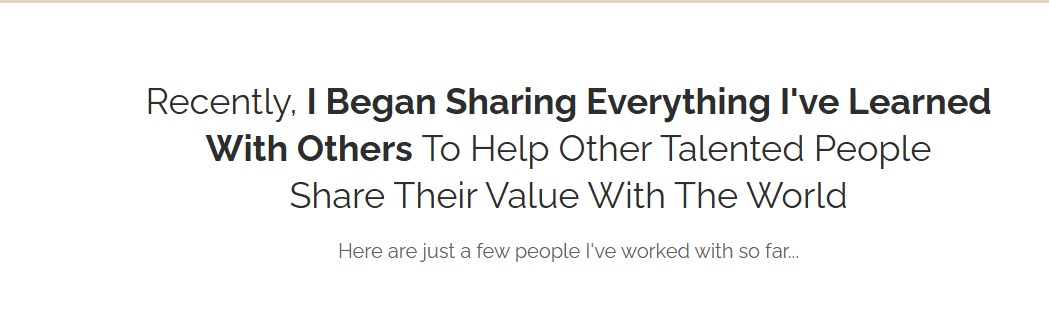 Recently, I Began Sharing Everything I've Learned
With Others To Help Other Talented People
Share Their Value With The World
Here are just a few people I've worked with so far...